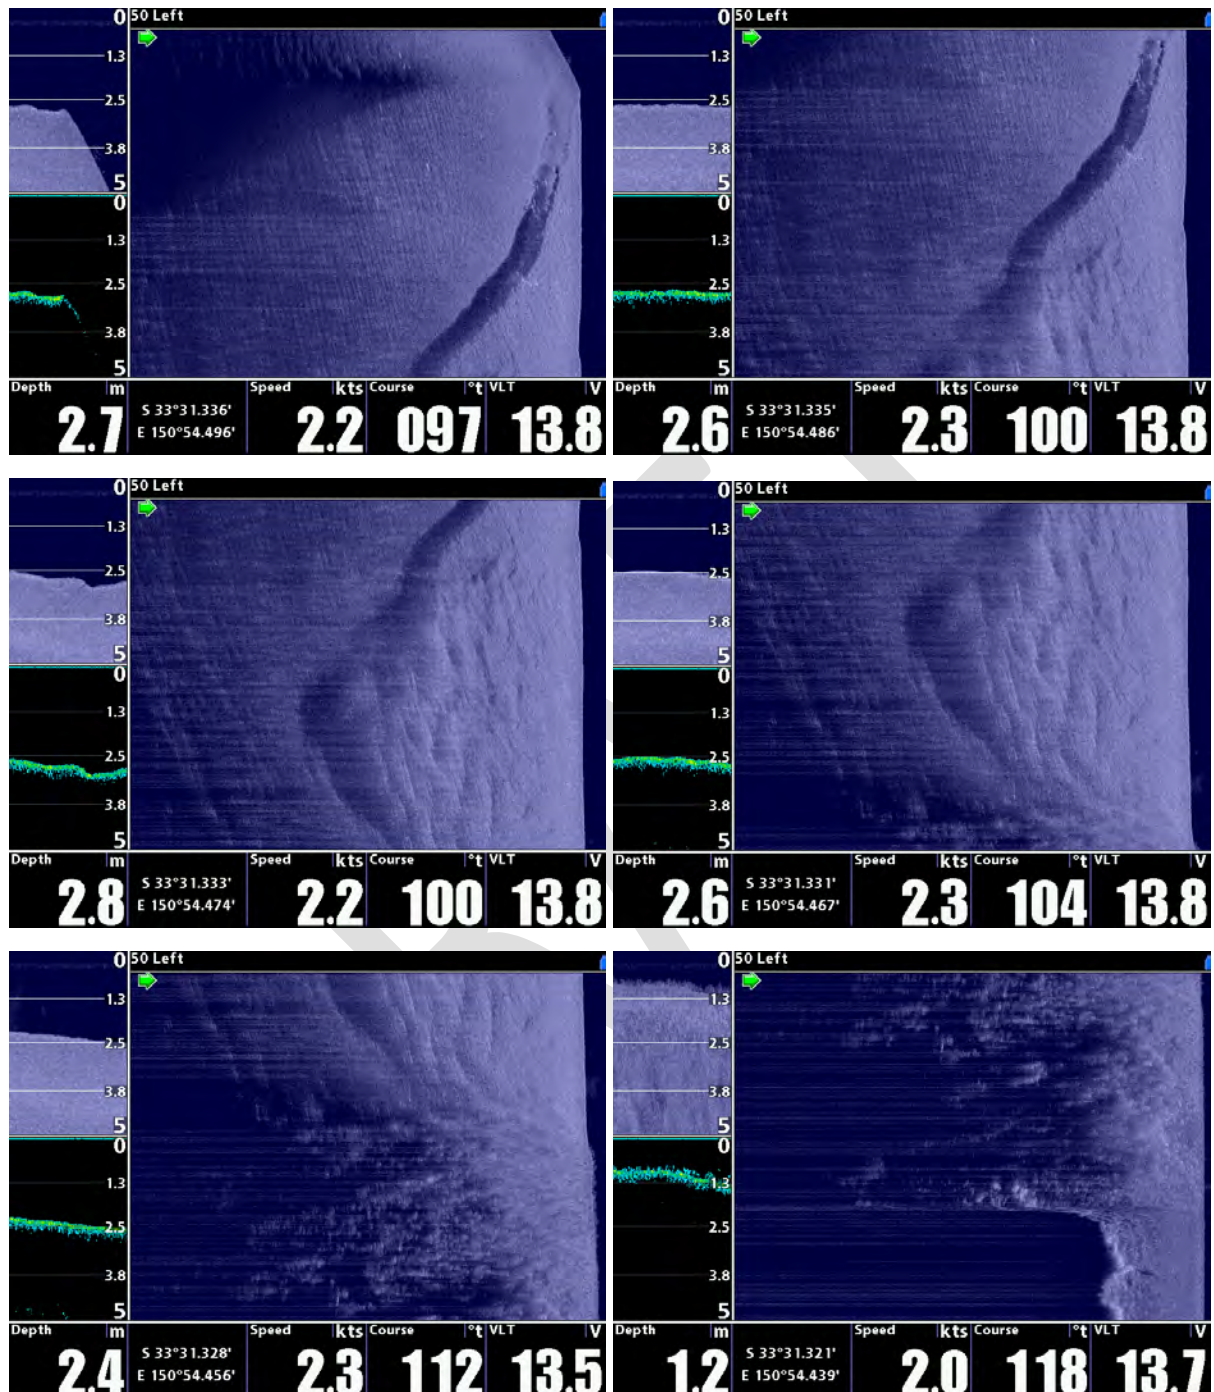 50 Left
0
1.3
2.5
3.8
5
0
1.3
2.5
3.8
5
Depth m
2.7
S 33°31.336'
E 150°54.496'
Speed kts
2.2
Course °t
097
VLT V
13.8
50 Left
0
1.3
2.5
3.8
5
0
1.3
2.5
3.8
5
Depth m
2.6
S 33°31.335'
E 150°54.486'
Speed kts
2.3
Course °t
100
VLT V
13.8
50 Left
0
1.3
2.5
3.8
5
0
1.3
2.5
3.8
5
Depth m
2.8
S 33°31.333'
E 150°54.474'
Speed kts
2.2
Course °t
100
VLT V
13.8
50 Left
0
1.3
2.5
3.8
5
0
1.3
2.5
3.8
5
Depth m
2.6
S 33°31.331'
E 150°54.467'
Speed kts
2.3
Course °t
104
VLT V
13.8
50 Left
0
1.3
2.5
3.8
5
0
1.3
2.5
3.8
5
Depth m
2.4
S 33°31.328'
E 150°54.456'
Speed kts
2.3
Course °t
112
VLT V
13.5
50 Left
0
1.3
2.5
3.8
5
0
1.3
2.5
3.8
5
Depth m
1.2
S 33°31.321'
E 150°54.439'
Speed kts
2.0
Course °t
118
VLT V
13.7